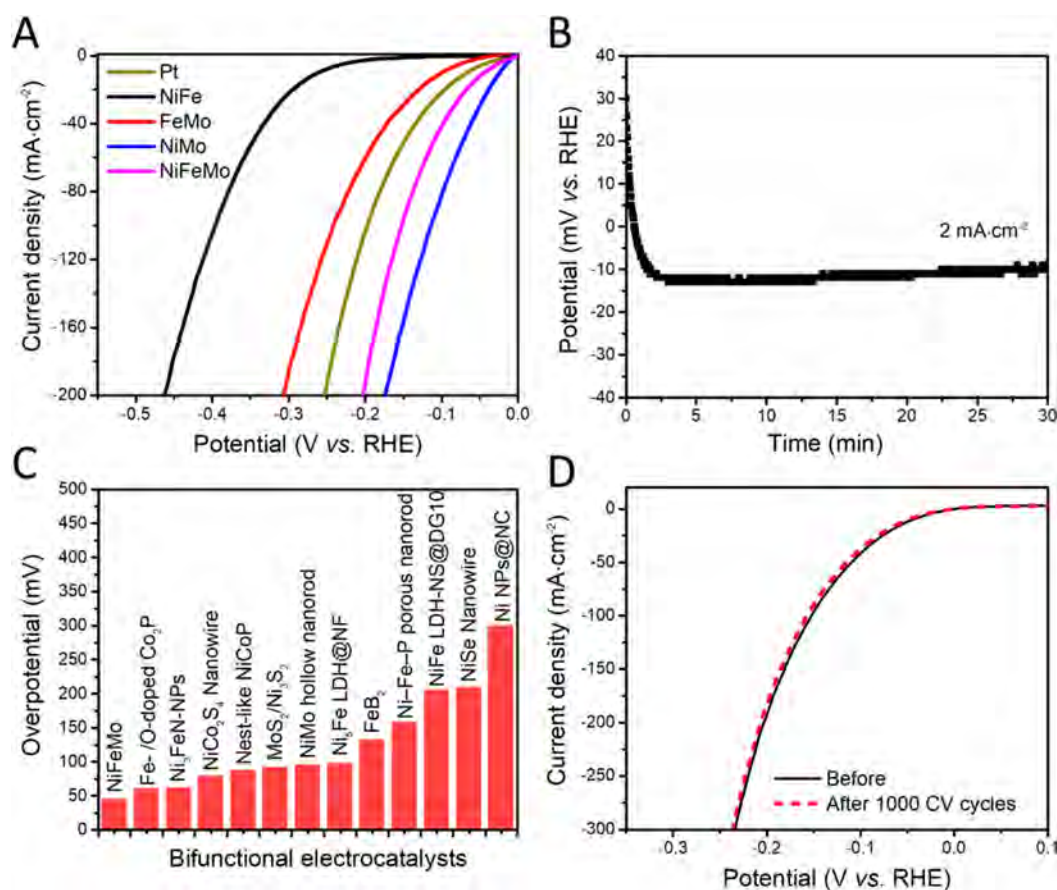 A
Current density (mA·cm⁻²)
0
-40
-80
-120
-160
-200
Pt
NiFe
FeMo
NiMo
NiFeMo
-0.5
-0.4
-0.3
-0.2
-0.1
0.0
Potential (V vs. RHE)
B
Potential (mV vs. RHE)
40
30
20
10
0
-10
-20
-30
-40
2 mA·cm⁻²
0
5
10
15
20
25
30
Time (min)
C
Overpotential (mV)
500
450
400
350
300
250
200
150
100
50
0
NiFeMo
Fe- /O-doped Co₂P
Ni₃FeN-NPs
NiCo₂S₄ Nanowire
Nest-like NiCoP
MoS₂/Ni₃S₂
NiMo hollow nanorod
Ni₅Fe LDH@NF
FeB₂
Ni–Fe–P porous nanorod
NiFe LDH-NS@DG10
NiSe Nanowire
Ni NPs@NC
Bifunctional electrocatalysts
D
Current density (mA·cm⁻²)
0
-50
-100
-150
-200
-250
-300
Before
After 1000 CV cycles
-0.3
-0.2
-0.1
0.0
0.1
Potential (V vs. RHE)